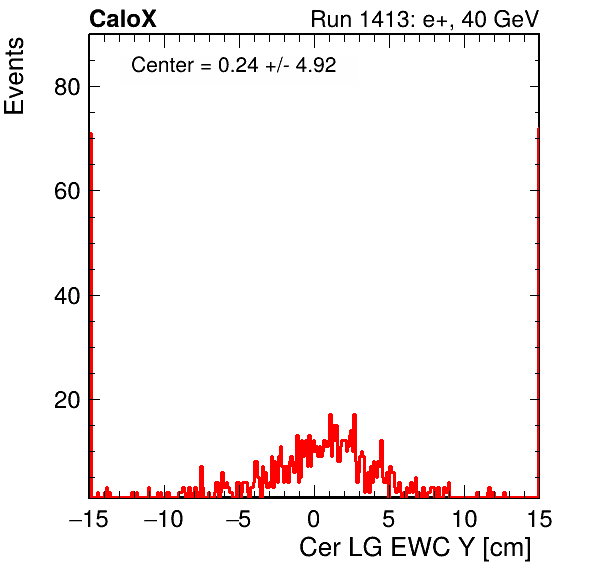 CaloX Run 1413: e+, 40 GeV
Center = 0.24 +/- 4.92
Events
80
60
40
20
−15 −10 −5 0 5 10 15
Cer LG EWC Y [cm]